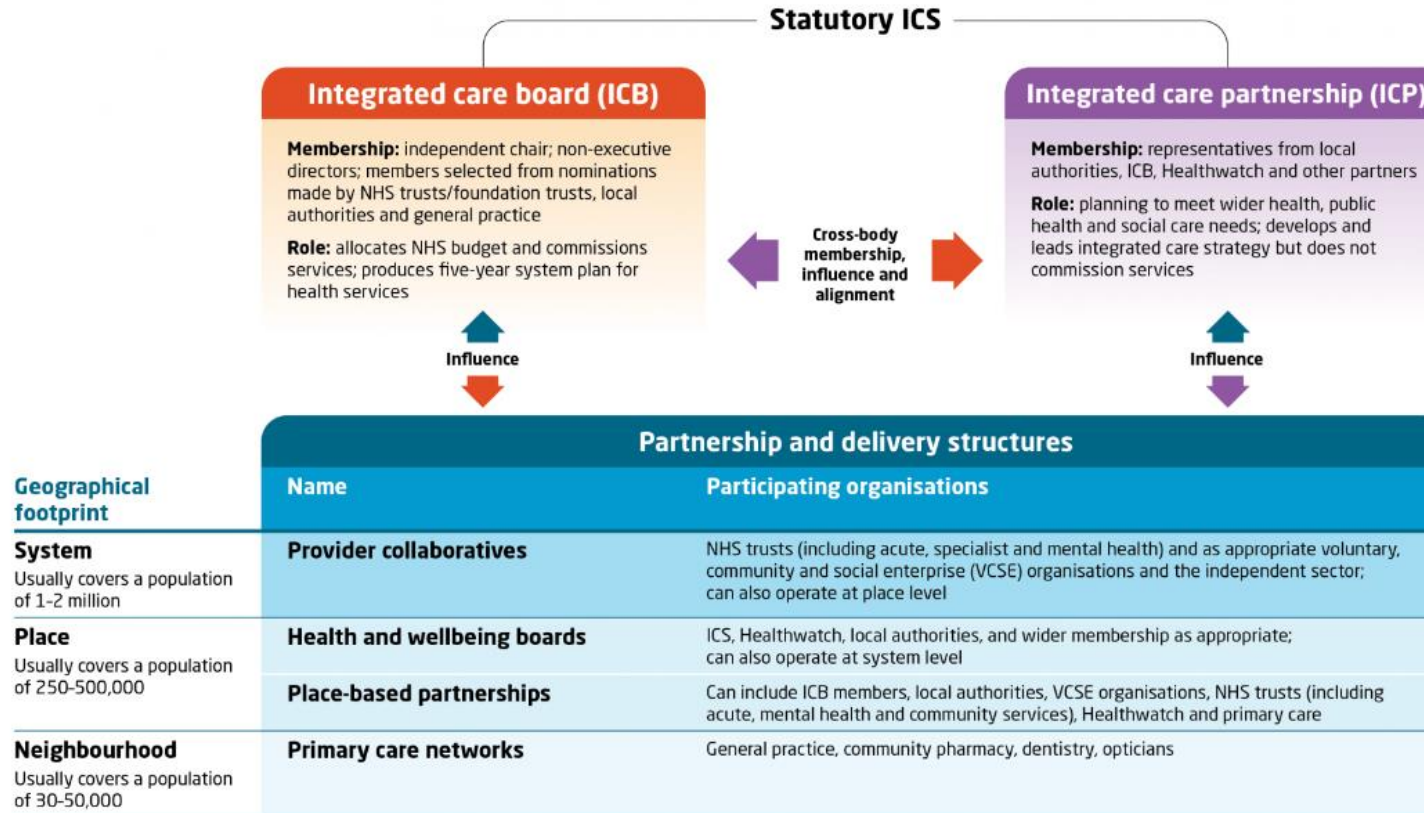 Statutory ICS
Integrated care board (ICB)
Membership: independent chair; non-executive
directors; members selected from nominations
made by NHS trusts/foundation trusts, local
authorities and general practice
Role: allocates NHS budget and commissions
services; produces five-year system plan for
health services
Cross-body
membership,
influence and
alignment
Integrated care partnership (ICP)
Membership: representatives from local
authorities, ICB, Healthwatch and other partners
Role: planning to meet wider health, public
health and social care needs; develops and
leads integrated care strategy but does not
commission services
Influence
Influence
Partnership and delivery structures
Geographical
footprint
Name
Participating organisations
System
Usually covers a population
of 1-2 million
Provider collaboratives
NHS trusts (including acute, specialist and mental health) and as appropriate voluntary,
community and social enterprise (VCSE) organisations and the independent sector;
can also operate at place level
Place
Usually covers a population
of 250-500,000
Health and wellbeing boards
ICS, Healthwatch, local authorities, and wider membership as appropriate;
can also operate at system level
Place-based partnerships
Can include ICB members, local authorities, VCSE organisations, NHS trusts (including
acute, mental health and community services), Healthwatch and primary care
Neighbourhood
Usually covers a population
of 30-50,000
Primary care networks
General practice, community pharmacy, dentistry, opticians